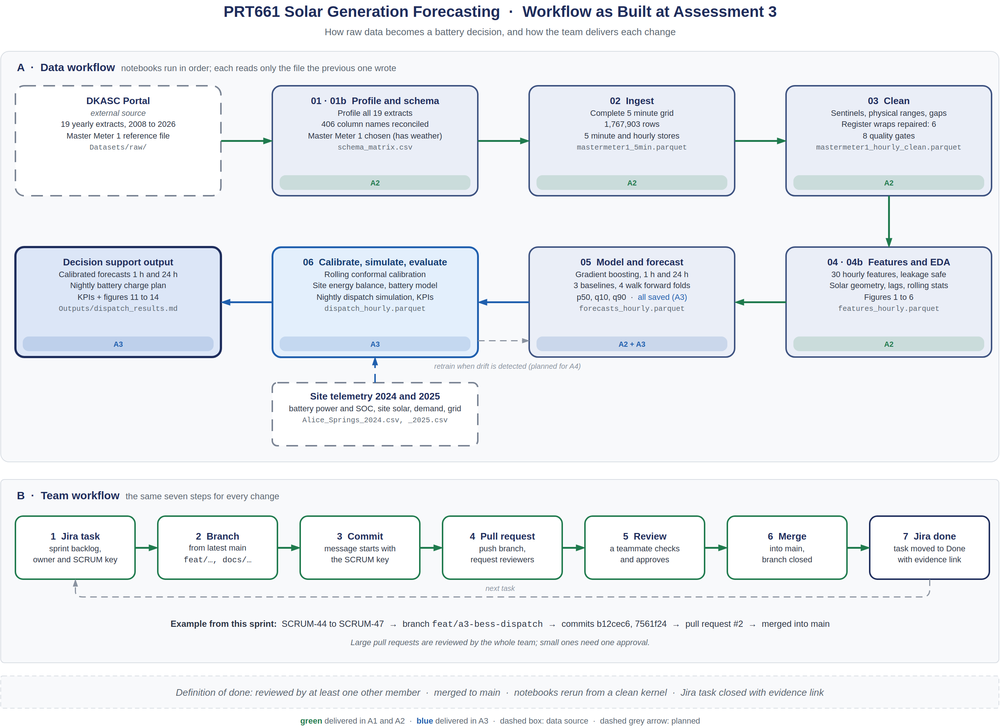 PRT661 Solar Generation Forecasting · Workflow as Built at Assessment 3
How raw data becomes a battery decision, and how the team delivers each change
A · Data workflow notebooks run in order; each reads only the file the previous one wrote
DKASC Portal
external source
19 yearly extracts, 2008 to 2026
Master Meter 1 reference file
Datasets/raw/
01 · 01b Profile and schema
Profile all 19 extracts
406 column names reconciled
Master Meter 1 chosen (has weather)
schema_matrix.csv
A2
02 Ingest
Complete 5 minute grid
1,767,903 rows
5 minute and hourly stores
mastermeter1_5min.parquet
A2
03 Clean
Sentinels, physical ranges, gaps
Register wraps repaired: 6
8 quality gates
mastermeter1_hourly_clean.parquet
A2
Decision support output
Calibrated forecasts 1 h and 24 h
Nightly battery charge plan
KPIs + figures 11 to 14
Outputs/dispatch_results.md
A3
06 Calibrate, simulate, evaluate
Rolling conformal calibration
Site energy balance, battery model
Nightly dispatch simulation, KPIs
dispatch_hourly.parquet
A3
05 Model and forecast
Gradient boosting, 1 h and 24 h
3 baselines, 4 walk forward folds
p50, q10, q90 · all saved (A3)
forecasts_hourly.parquet
A2 + A3
04 · 04b Features and EDA
30 hourly features, leakage safe
Solar geometry, lags, rolling stats
Figures 1 to 6
features_hourly.parquet
A2
retrain when drift is detected (planned for A4)
Site telemetry 2024 and 2025
battery power and SOC, site solar, demand, grid
Alice_Springs_2024.csv, _2025.csv
B · Team workflow the same seven steps for every change
1 Jira task
sprint backlog,
owner and SCRUM key
2 Branch
from latest main
feat/…, docs/…
3 Commit
message starts with
the SCRUM key
4 Pull request
push branch,
request reviewers
5 Review
a teammate checks
and approves
6 Merge
into main,
branch closed
7 Jira done
task moved to Done
with evidence link
next task
Example from this sprint: SCRUM-44 to SCRUM-47 → branch feat/a3-bess-dispatch → commits b12cec6, 7561f24 → pull request #2 → merged into main
Large pull requests are reviewed by the whole team; small ones need one approval.
Definition of done: reviewed by at least one other member · merged to main · notebooks rerun from a clean kernel · Jira task closed with evidence link
green delivered in A1 and A2 · blue delivered in A3 · dashed box: data source · dashed grey arrow: planned